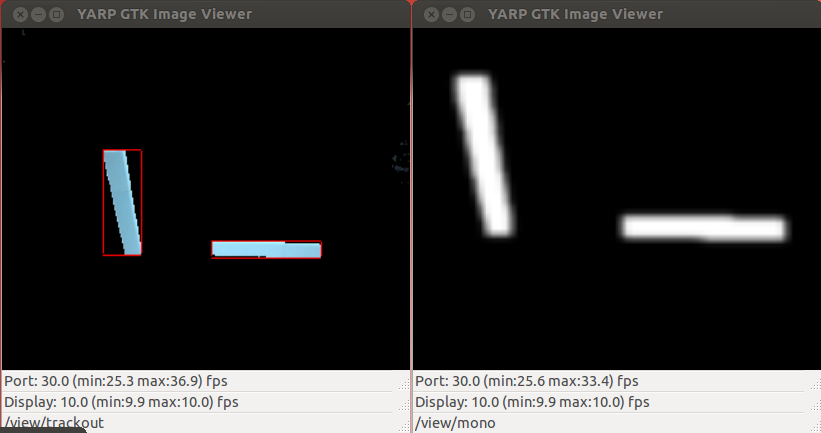 YARP GTK Image Viewer
Port: 30.0 (min:25.3 max:36.9) fps
Display: 10.0 (min:9.9 max:10.0) fps
/view/trackout
YARP GTK Image Viewer
Port: 30.0 (min:25.6 max:33.4) fps
Display: 10.0 (min:9.9 max:10.0) fps
/view/mono